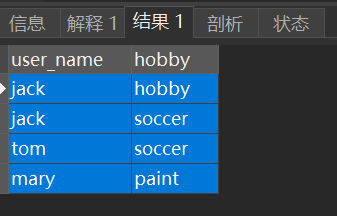 信息 解释 1 结果 1 剖析 状态
user_name hobby
jack hobby
jack soccer
tom soccer
mary paint